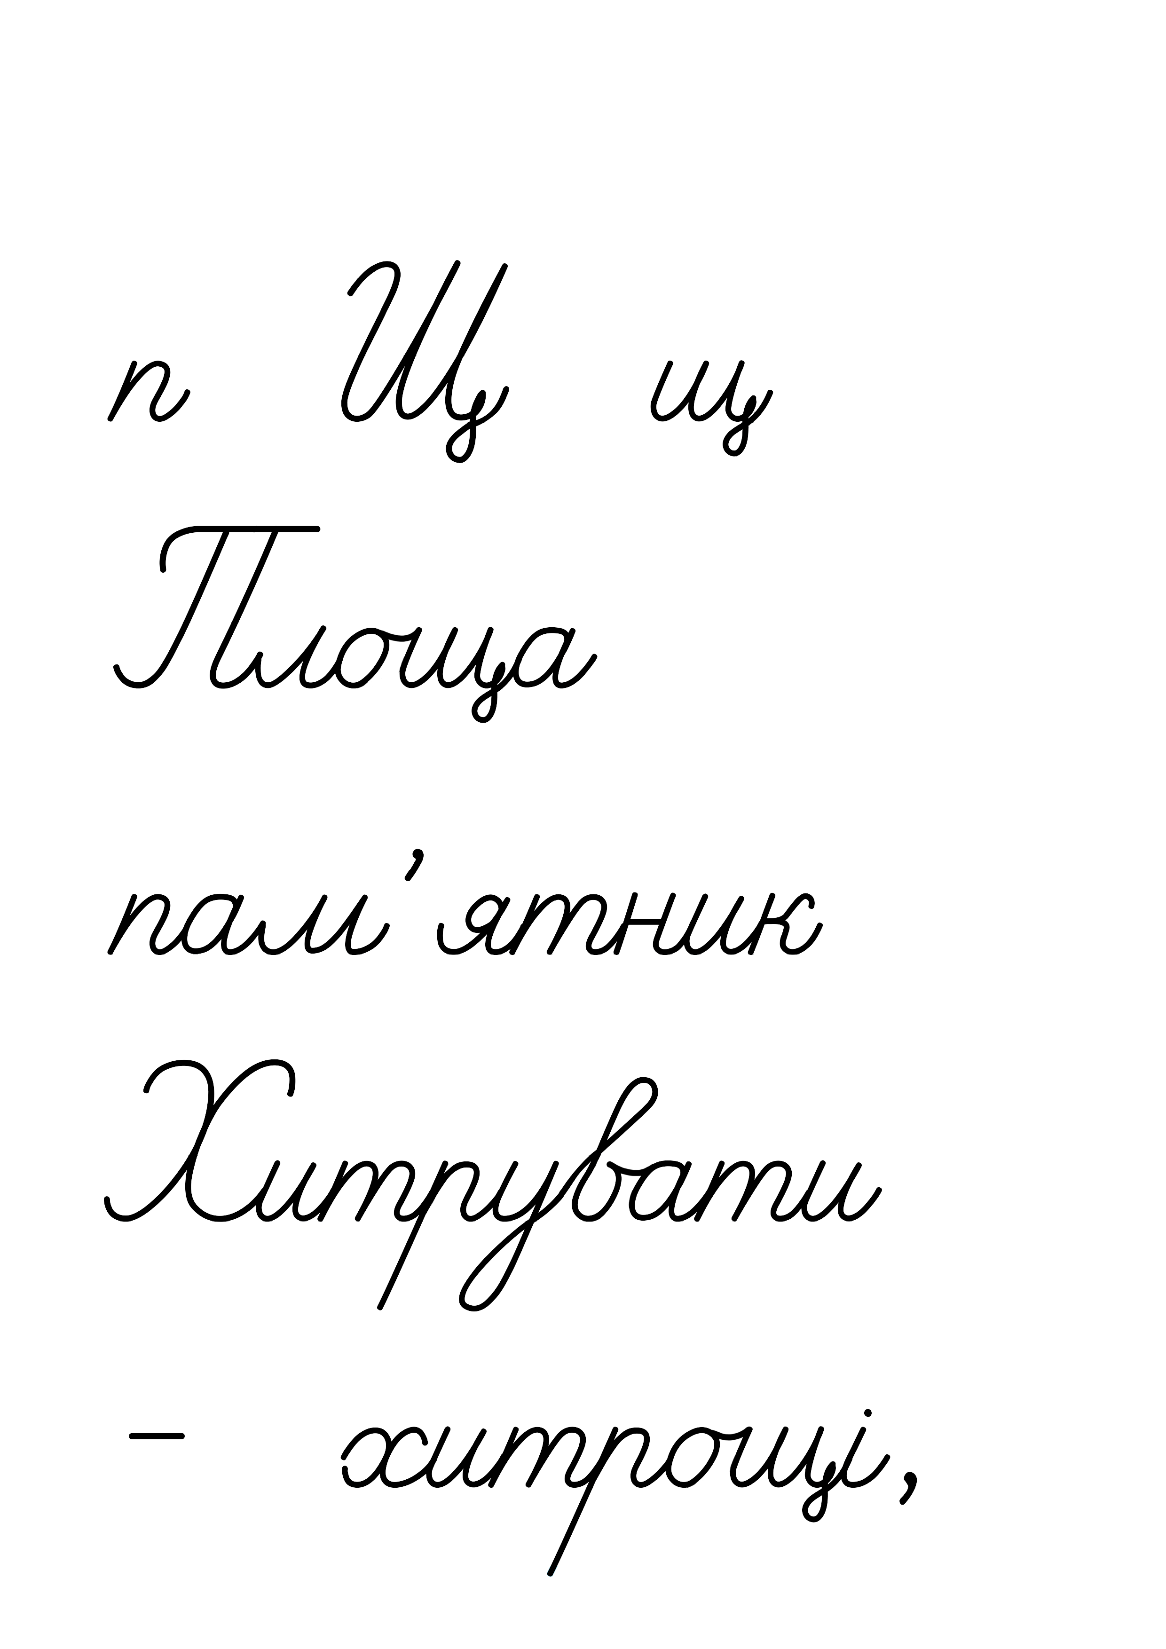 п Щ щ
Площа
пам’ятник
Хитрувати
– хитрощі,